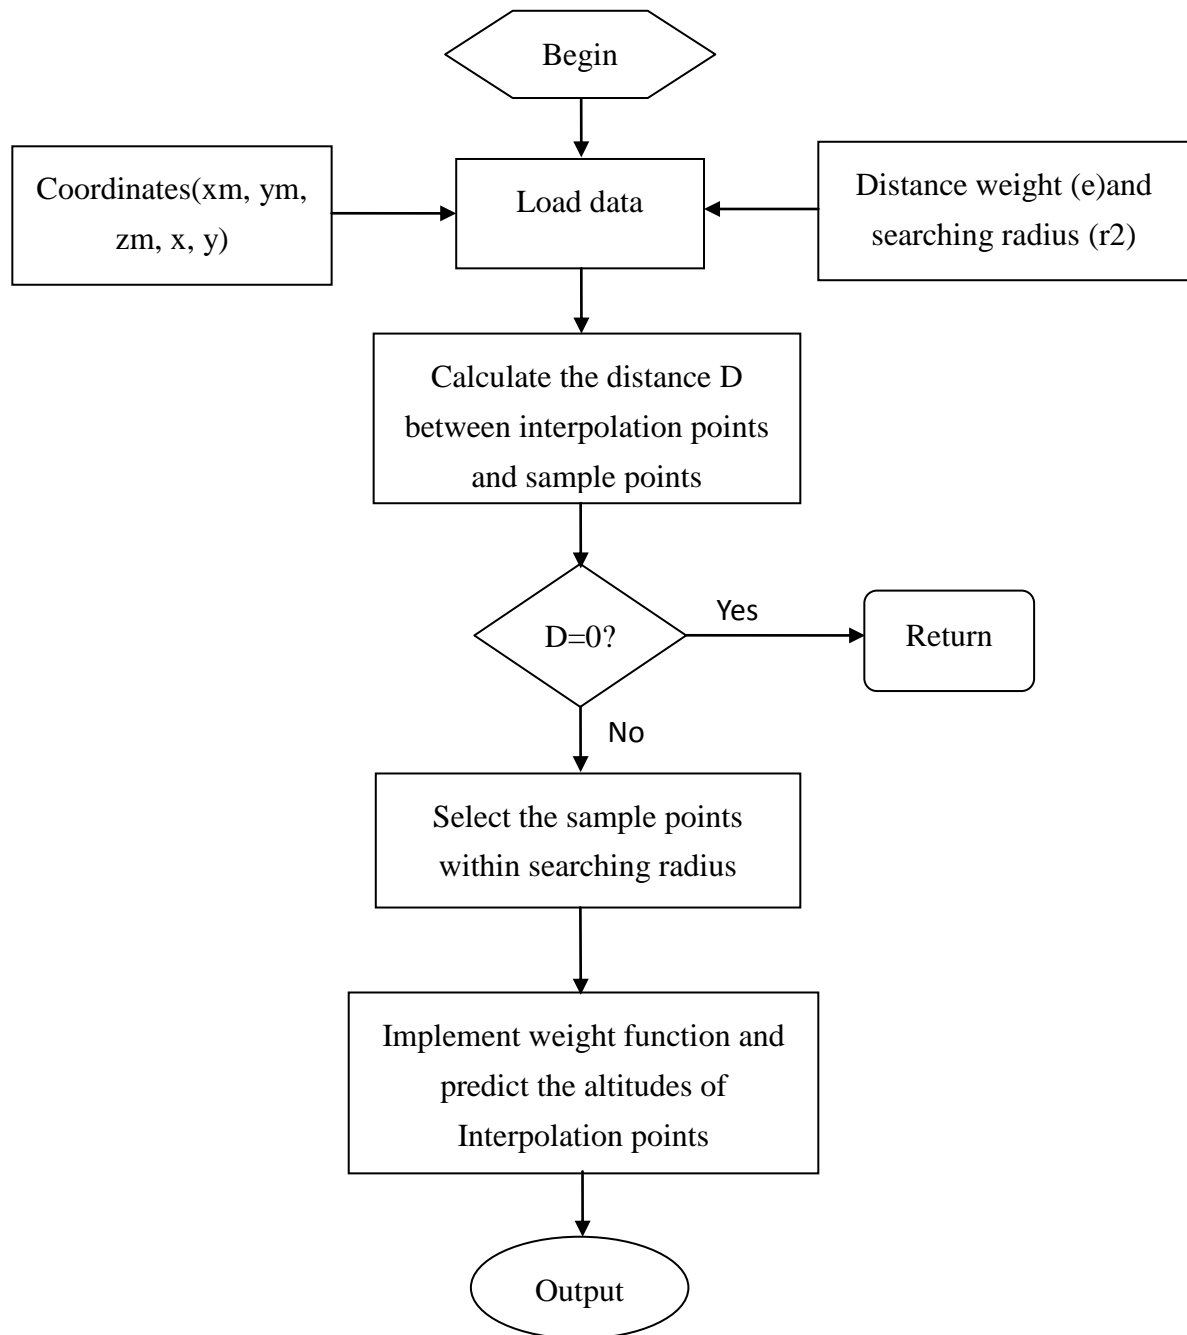 Begin
Coordinates(xm, ym,
zm, x, y)
Load data
Distance weight (e)and
searching radius (r2)
Calculate the distance D
between interpolation points
and sample points
D=0?
Yes
Return
No
Select the sample points
within searching radius
Implement weight function and
predict the altitudes of
Interpolation points
Output